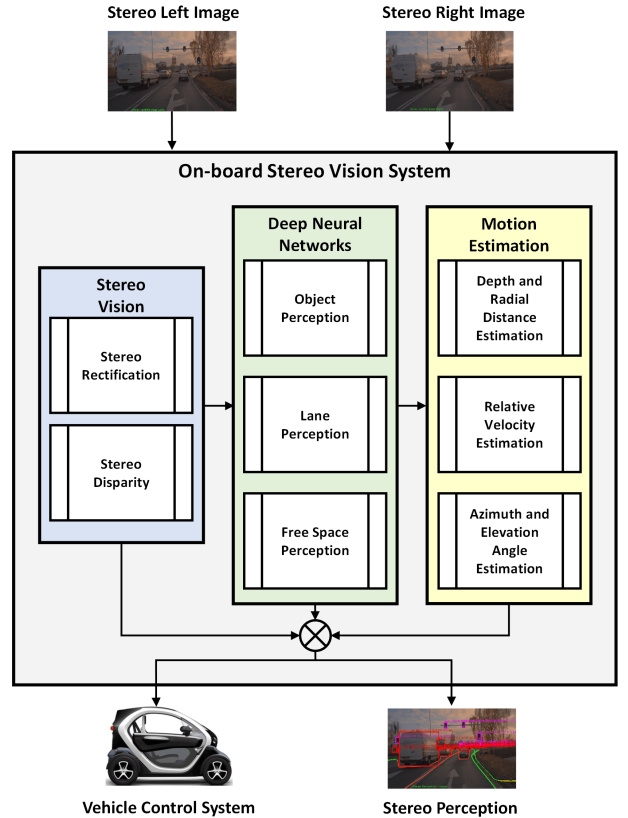 Stereo Left Image
Stereo Right Image
On-board Stereo Vision System
Stereo
Vision
Stereo
Rectification
Stereo
Disparity
Deep Neural
Networks
Object
Perception
Lane
Perception
Free Space
Perception
Motion
Estimation
Depth and
Radial
Distance
Estimation
Relative
Velocity
Estimation
Azimuth and
Elevation
Angle
Estimation
Vehicle Control System
Stereo Perception